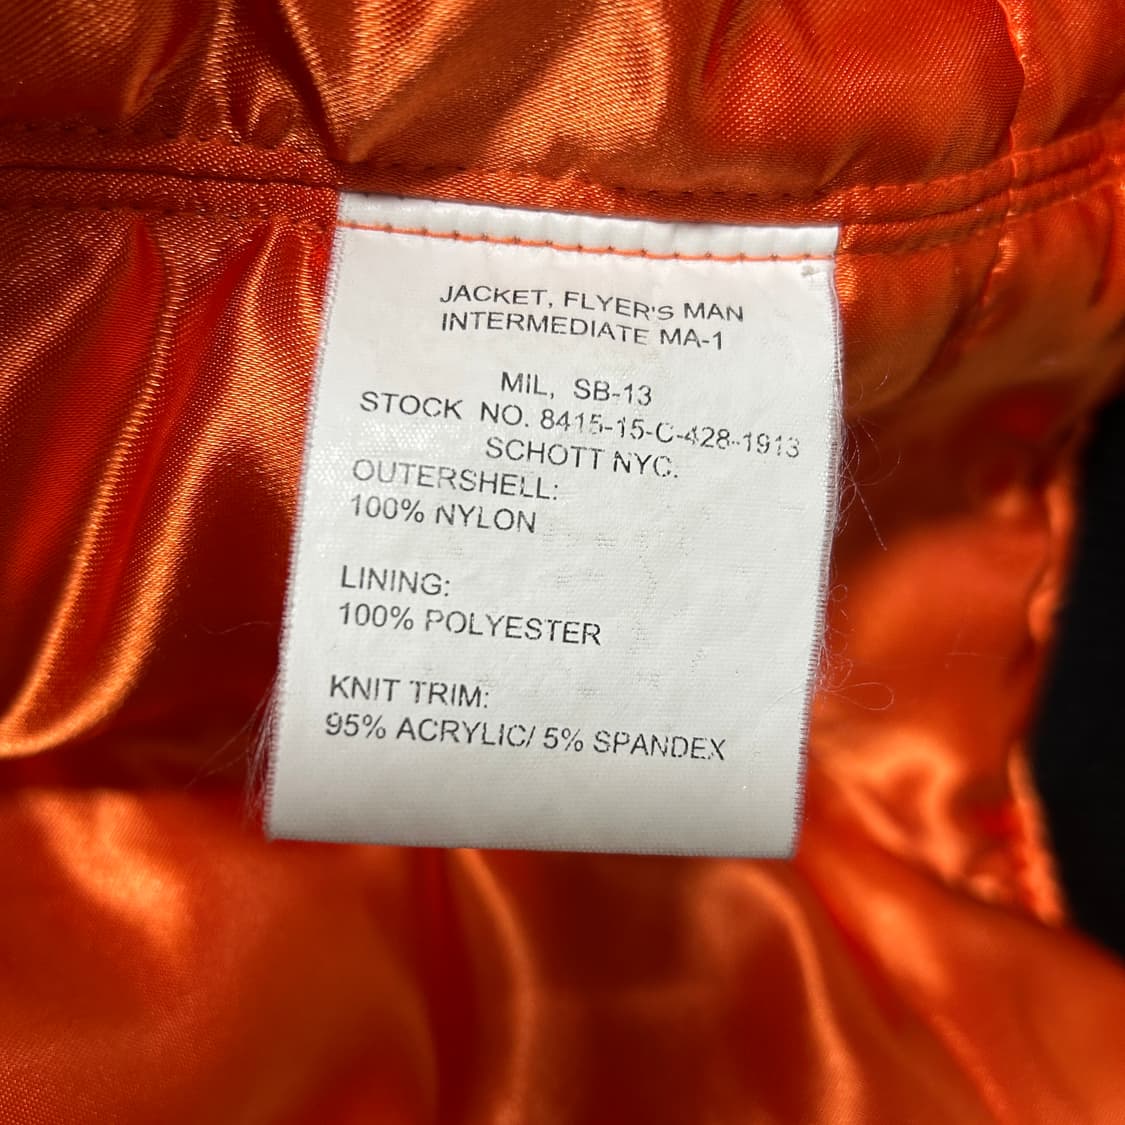 JACKET, FLYER'S MAN
INTERMEDIATE MA-1
MIL, SB-13
STOCK NO. 8415-15-C-428-1913
SCHOTT NYC.
OUTERSHELL:
100% NYLON
LINING:
100% POLYESTER
KNIT TRIM:
95% ACRYLIC/ 5% SPANDEX